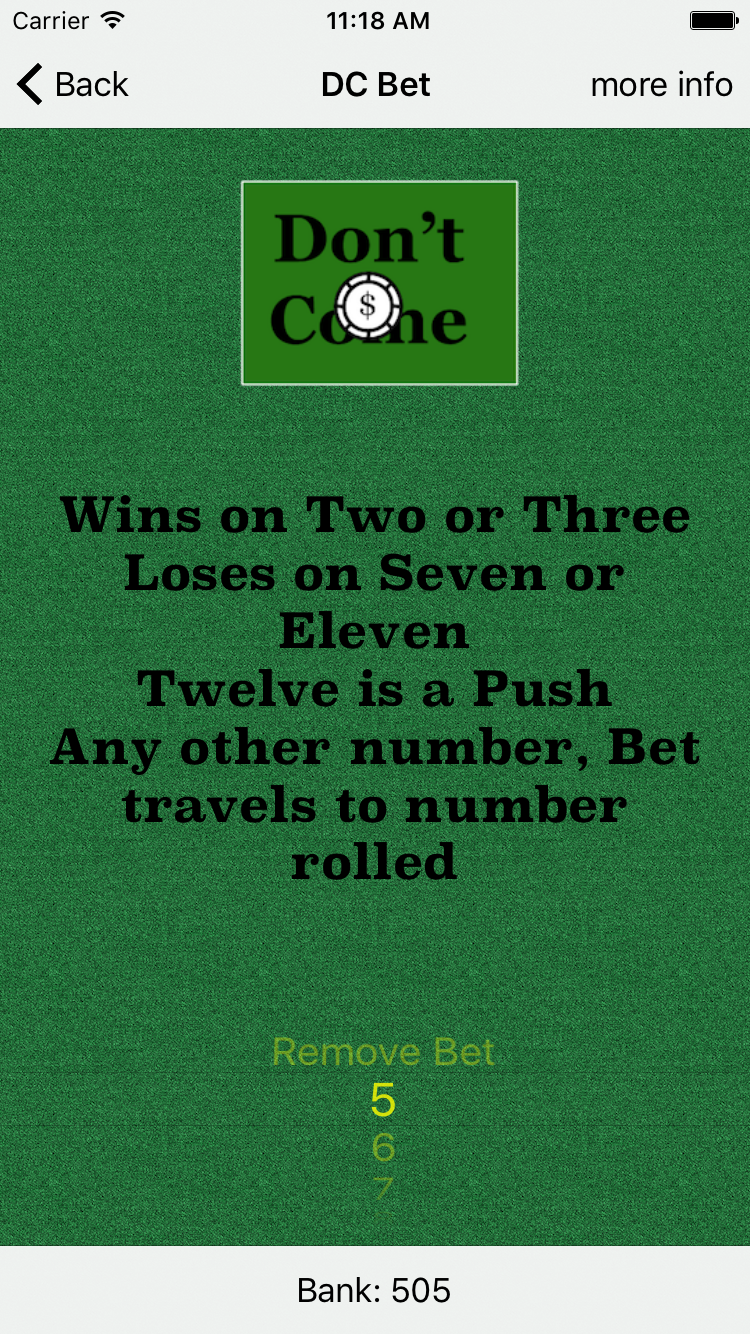 Carrier 11:18 AM
Back DC Bet more info
Don't
Come
$
Wins on Two or Three
Loses on Seven or
Eleven
Twelve is a Push
Any other number, Bet
travels to number
rolled
Remove Bet
5
6
7
Bank: 505